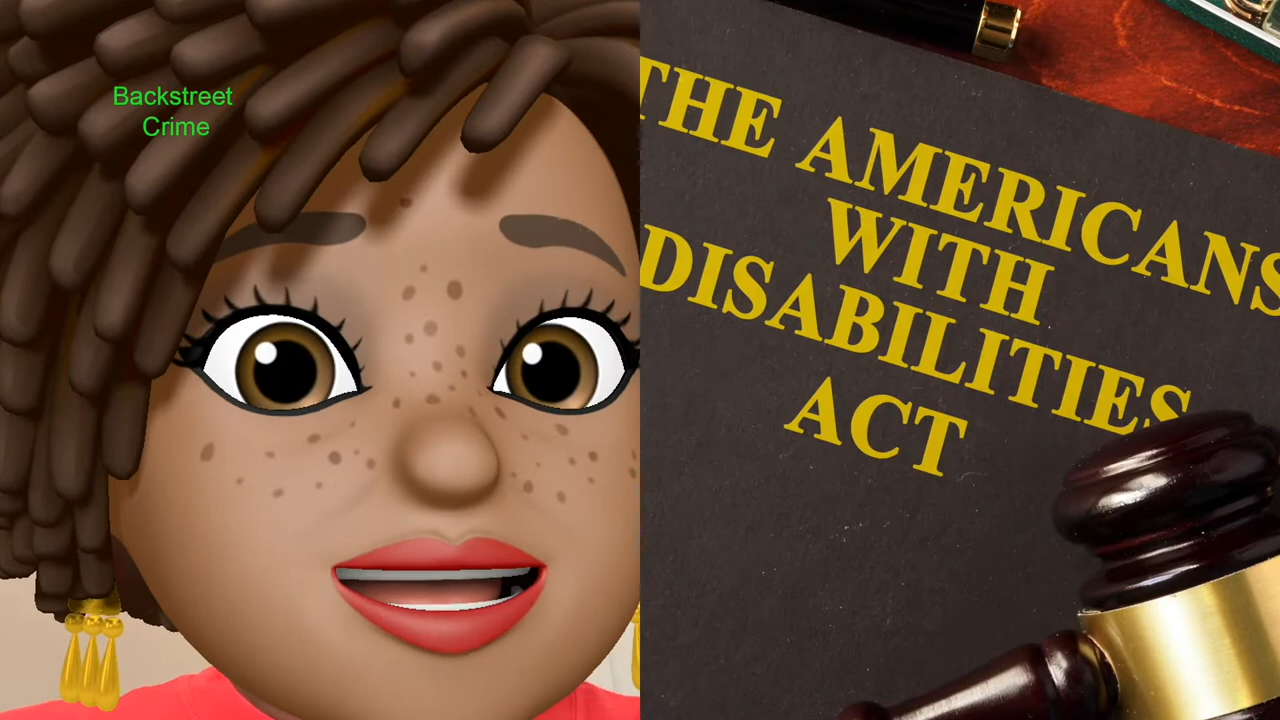 Backstreet
Crime
THE AMERICANS
WITH
DISABILITIES
ACT